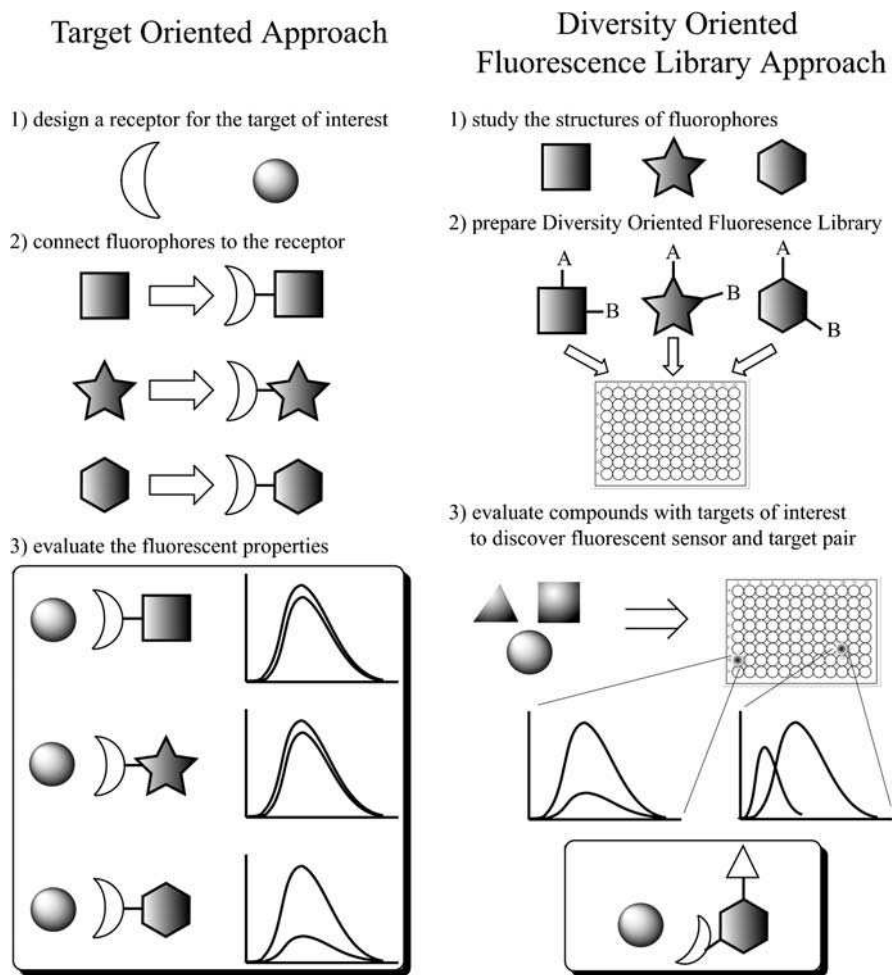 Target Oriented Approach
1) design a receptor for the target of interest
2) connect fluorophores to the receptor
3) evaluate the fluorescent properties
Diversity Oriented
Fluorescence Library Approach
1) study the structures of fluorophores
2) prepare Diversity Oriented Fluoresence Library
A
B
A
B
A
B
3) evaluate compounds with targets of interest
to discover fluorescent sensor and target pair